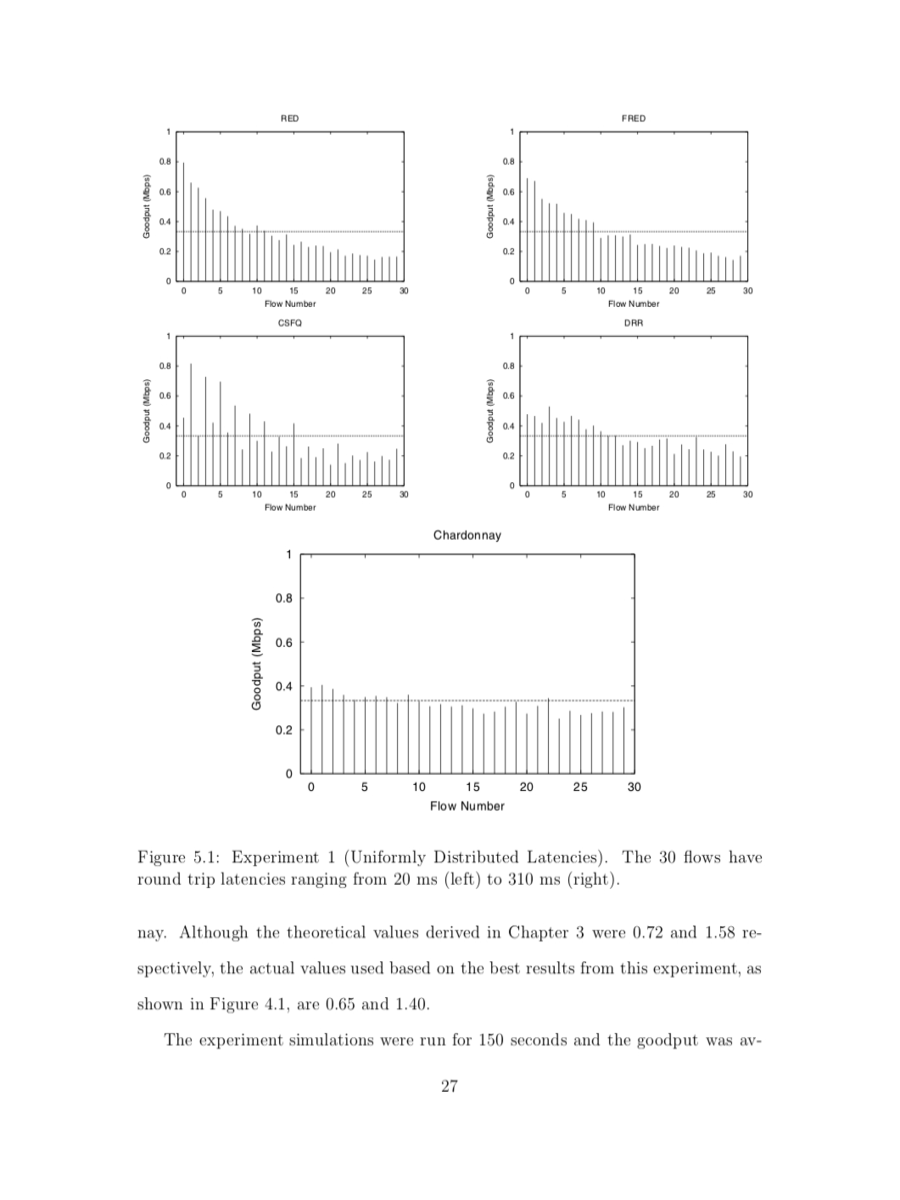 RED
FRED
1
0.8
0.6
0.4
0.2
0
Goodput (Mbps)
0 5 10 15 20 25 30
Flow Number
1
0.8
0.6
0.4
0.2
0
Goodput (Mbps)
0 5 10 15 20 25 30
Flow Number
CSFQ
DRR
1
0.8
0.6
0.4
0.2
0
Goodput (Mbps)
0 5 10 15 20 25 30
Flow Number
1
0.8
0.6
0.4
0.2
0
Goodput (Mbps)
0 5 10 15 20 25 30
Flow Number
Chardonnay
1
0.8
0.6
0.4
0.2
0
Goodput (Mbps)
0 5 10 15 20 25 30
Flow Number
Figure 5.1: Experiment 1 (Uniformly Distributed Latencies). The 30 flows have
round trip latencies ranging from 20 ms (left) to 310 ms (right).
nay. Although the theoretical values derived in Chapter 3 were 0.72 and 1.58 re-
spectively, the actual values used based on the best results from this experiment, as
shown in Figure 4.1, are 0.65 and 1.40.
The experiment simulations were run for 150 seconds and the goodput was av-
27